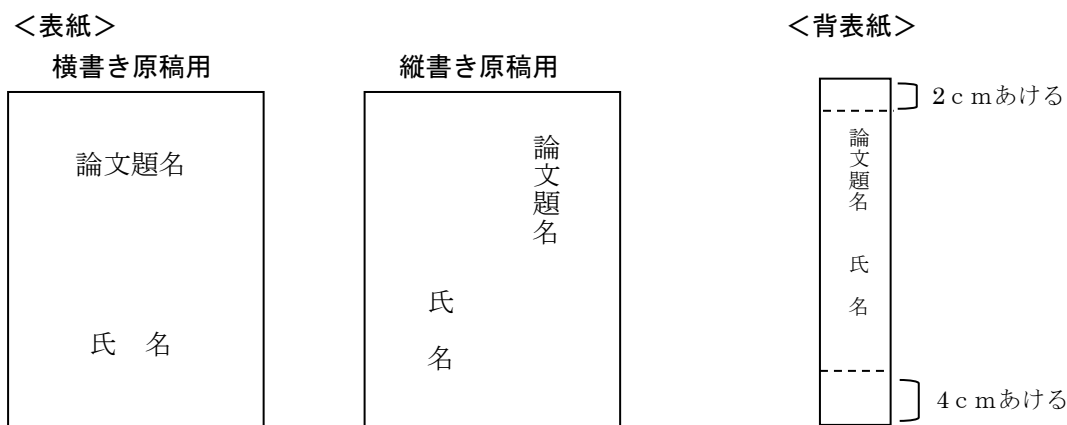 ＜表紙＞
横書き原稿用
論文題名
氏　名
縦書き原稿用
論文題名
氏　名
＜背表紙＞
2ｃｍあける
論文題名　氏　名
4ｃｍあける